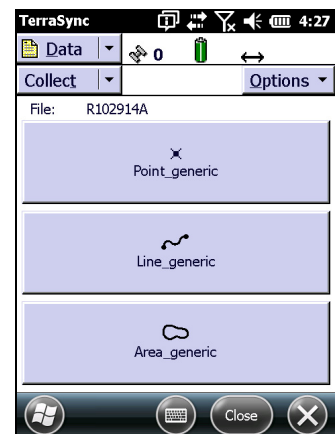 TerraSync 4:27
Data 0
Collect Options
File: R102914A
Point_generic
Line_generic
Area_generic
Close